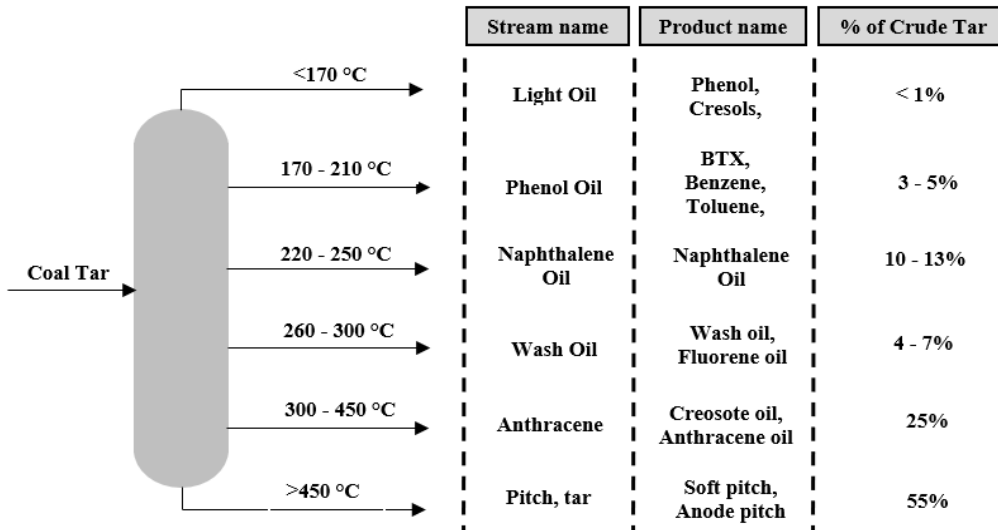 Stream name
Product name
% of Crude Tar
<170 °C
Light Oil
Phenol,
Cresols,
< 1%
170 - 210 °C
Phenol Oil
BTX,
Benzene,
Toluene,
3 - 5%
Coal Tar
220 - 250 °C
Naphthalene
Oil
Naphthalene
Oil
10 - 13%
260 - 300 °C
Wash Oil
Wash oil,
Fluorene oil
4 - 7%
300 - 450 °C
Anthracene
Creosote oil,
Anthracene oil
25%
>450 °C
Pitch, tar
Soft pitch,
Anode pitch
55%